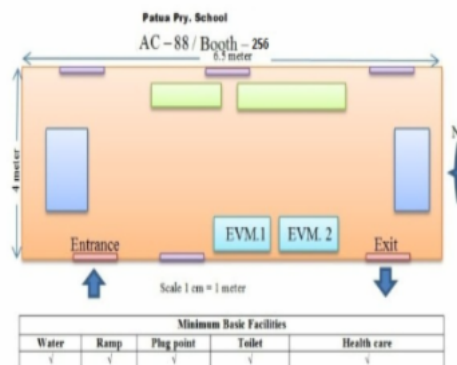 Patua Pry. School
AC -88 / Booth - 256
6.5 meter
4 meter
N
EVM.1 EVM. 2
Entrance Exit
Scale 1 cm = 1 meter
Minimum Basic Facilities
Water Ramp Plug point Toilet Health care
√ √ √ √ √